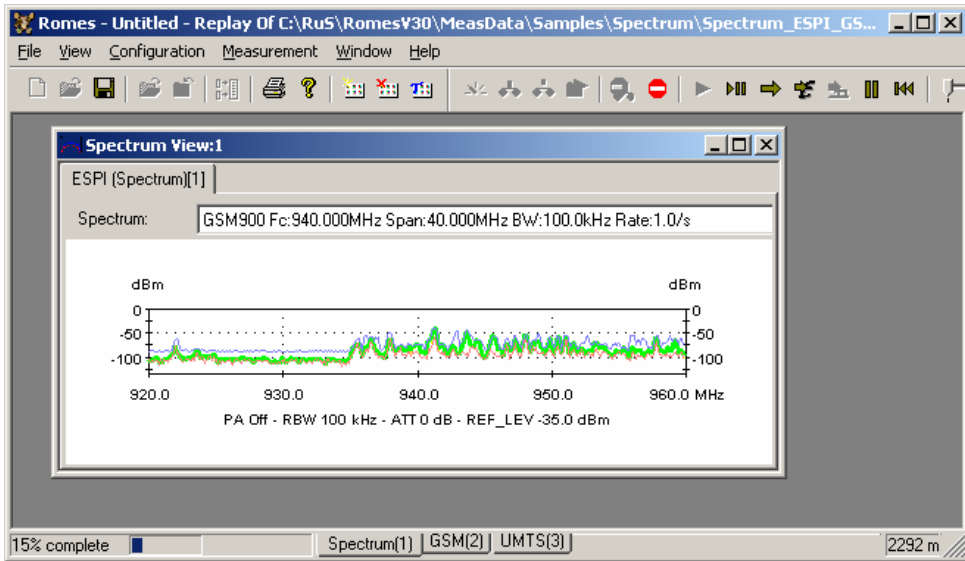 Romes - Untitled - Replay Of C:\RuS\RomesV30\MeasData\Samples\Spectrum\Spectrum_ESPI_GS...
File View Configuration Measurement Window Help
Spectrum View:1
ESPI (Spectrum)[1]
Spectrum: GSM900 Fc:940.000MHz Span:40.000MHz BW:100.0kHz Rate:1.0/s
dBm dBm
0 0
-50 -50
-100 -100
920.0 930.0 940.0 950.0 960.0 MHz
PA Off - RBW 100 kHz - ATT 0 dB - REF_LEV -35.0 dBm
15% complete Spectrum(1) GSM(2) UMTS(3) 2292 m